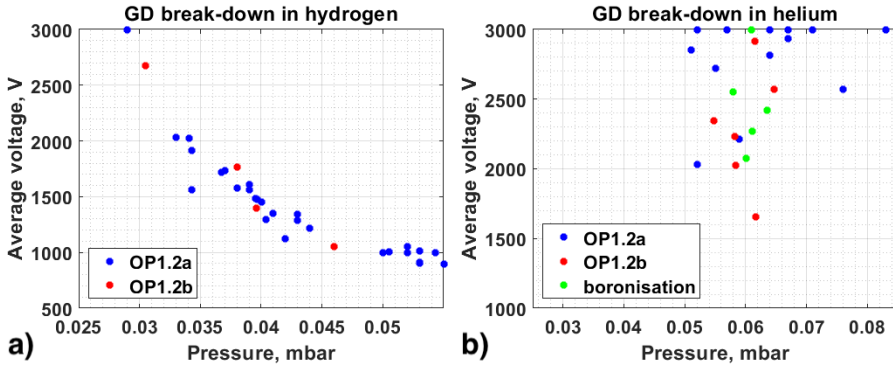 GD break-down in hydrogen
Average voltage, V
3000
2500
2000
1500
1000
500
OP1.2a
OP1.2b
0.025 0.03 0.035 0.04 0.045 0.05
Pressure, mbar
a)
GD break-down in helium
Average voltage, V
3000
2500
2000
1500
1000
OP1.2a
OP1.2b
boronisation
0.03 0.04 0.05 0.06 0.07 0.08
Pressure, mbar
b)